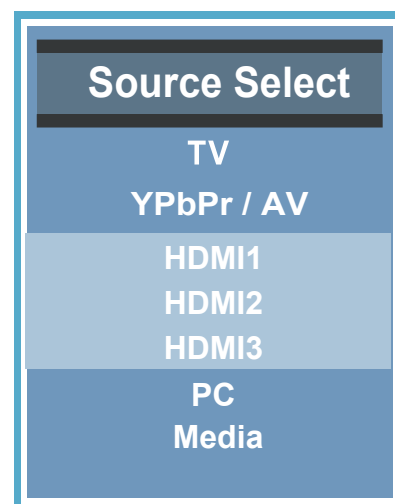 Source Select
TV
YPbPr / AV
HDMI1
HDMI2
HDMI3
PC
Media